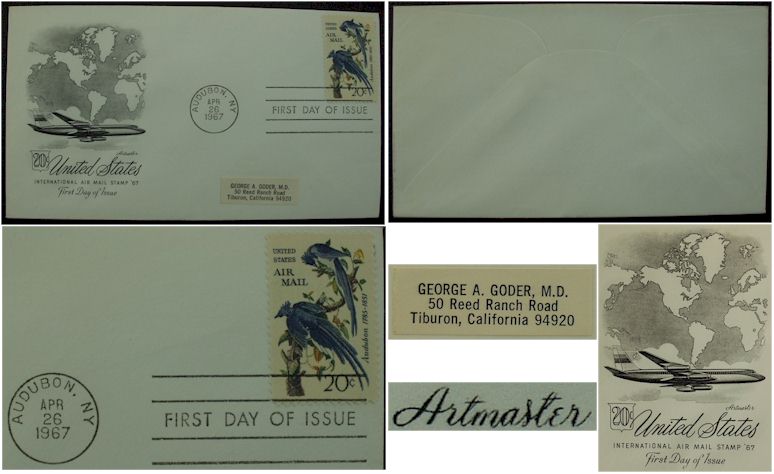 UNITED
STATES
AIR
MAIL
Audubon 1785-1851
20¢
AUDUBON, NY
APR
26
1967
FIRST DAY OF ISSUE
Artmaster
20¢
United States
INTERNATIONAL AIR MAIL STAMP '67
First Day of Issue
GEORGE A. GODER, M.D.
50 Reed Ranch Road
Tiburon, California 94920
UNITED
STATES
AIR
MAIL
Audubon 1785-1851
20¢
AUDUBON, NY
APR
26
1967
FIRST DAY OF ISSUE
GEORGE A. GODER, M.D.
50 Reed Ranch Road
Tiburon, California 94920
Artmaster
Artmaster
20¢
United States
INTERNATIONAL AIR MAIL STAMP '67
First Day of Issue